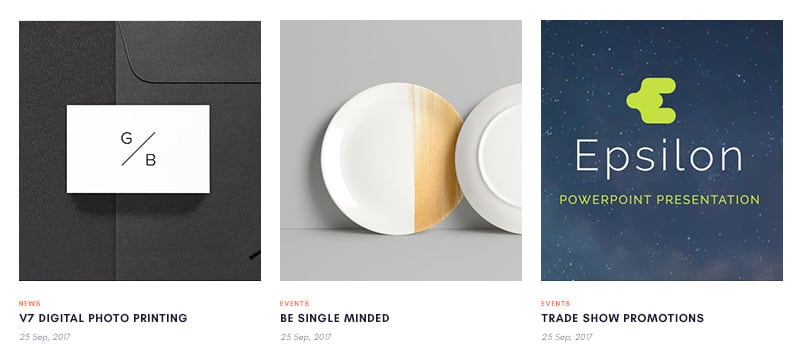 G
B
Epsilon
POWERPOINT PRESENTATION
NEWS
V7 DIGITAL PHOTO PRINTING
25 Sep, 2017
EVENTS
BE SINGLE MINDED
25 Sep, 2017
EVENTS
TRADE SHOW PROMOTIONS
25 Sep, 2017